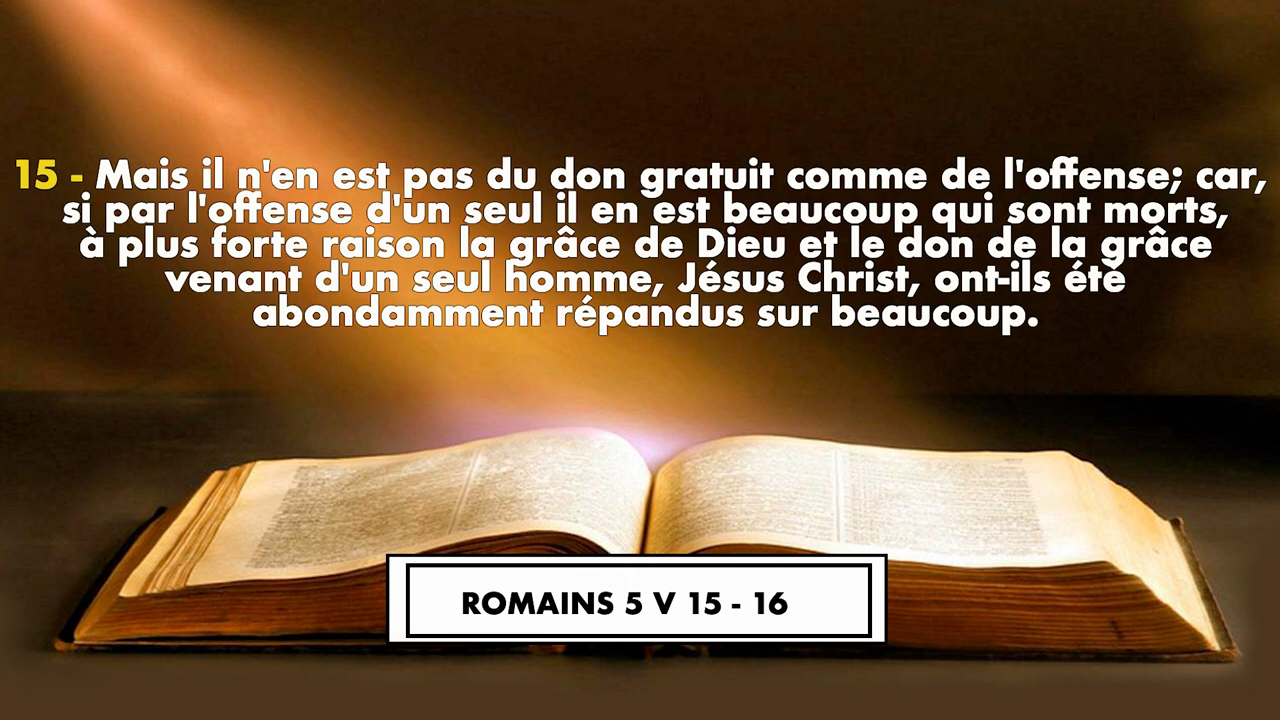 15 - Mais il n'en est pas du don gratuit comme de l'offense; car,
si par l'offense d'un seul il en est beaucoup qui sont morts,
à plus forte raison la grâce de Dieu et le don de la grâce
venant d'un seul homme, Jésus Christ, ont-ils été
abondamment répandus sur beaucoup.
ROMAINS 5 V 15 - 16